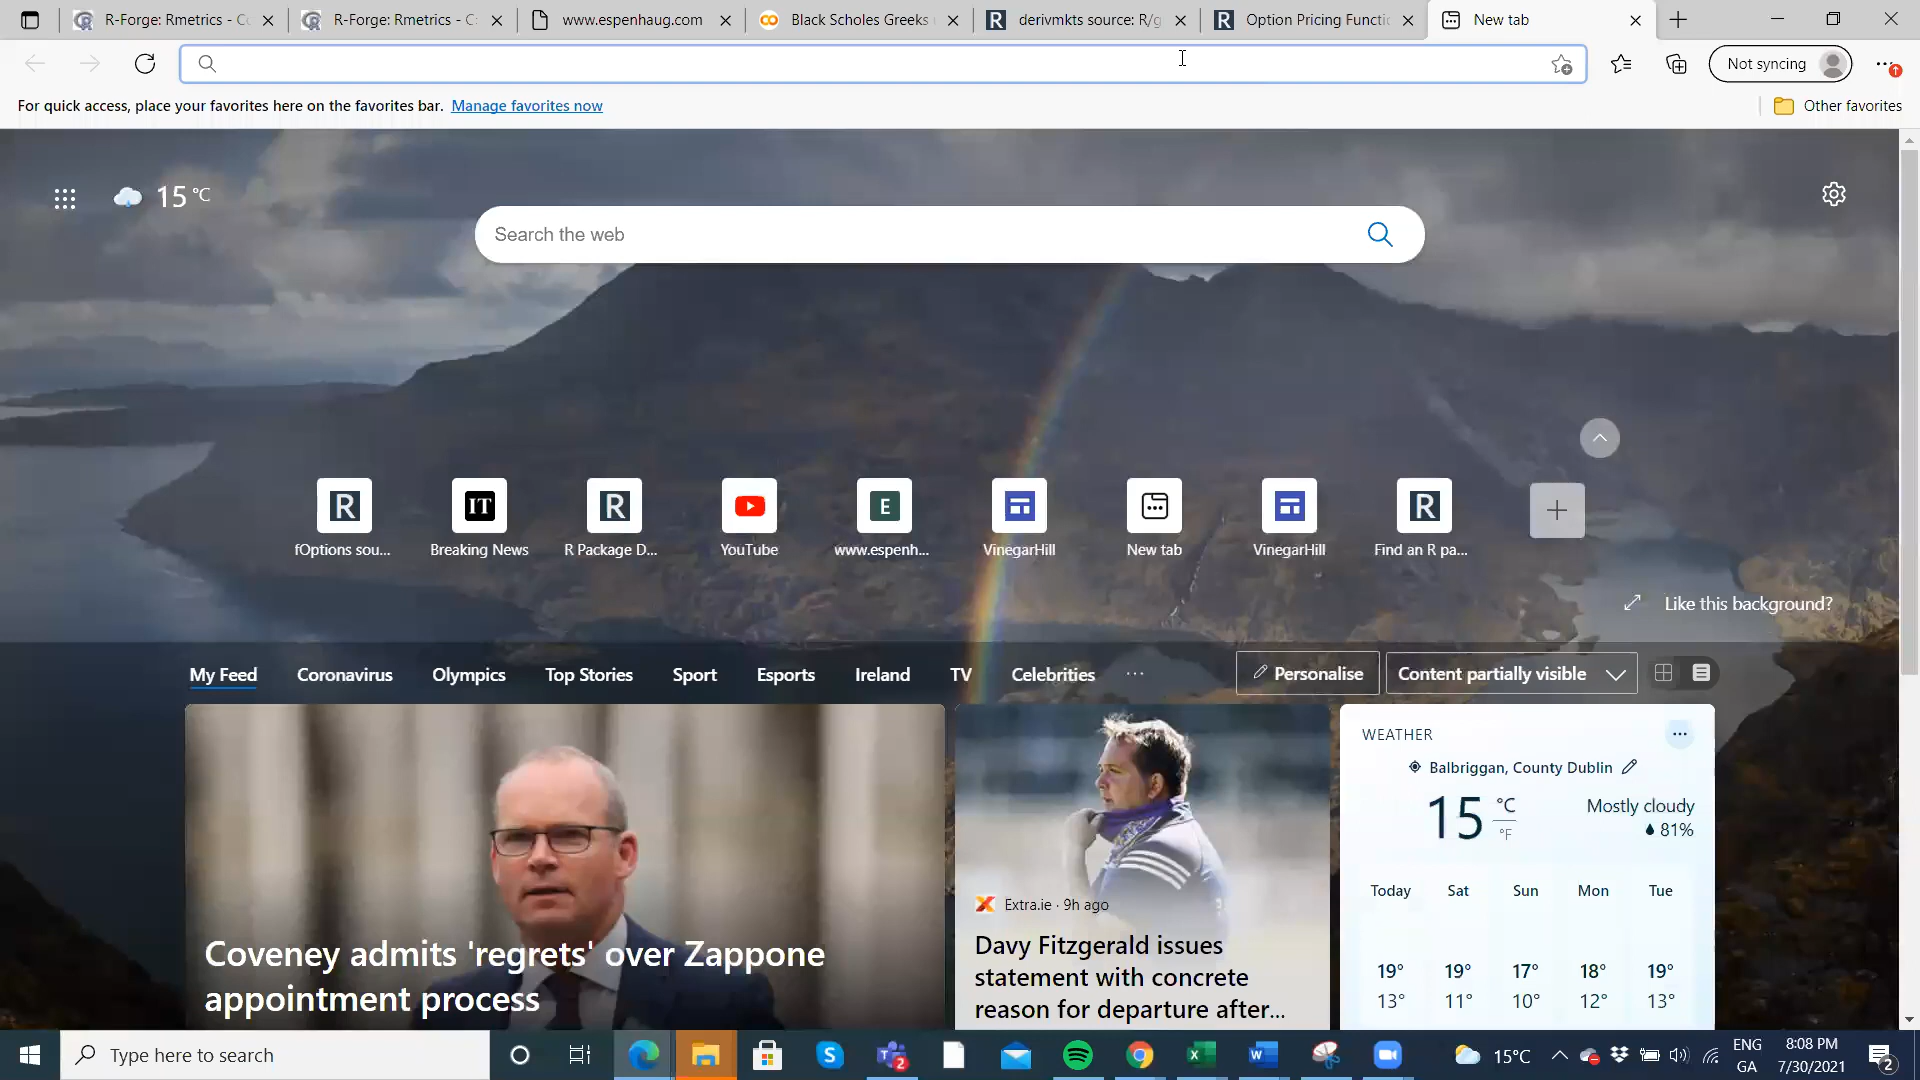 R-Forge: Rmetrics - Co
R-Forge: Rmetrics - C
www.espenhaug.com
Black Scholes Greeks
derivmkts source: R/g
Option Pricing Functi
New tab
Not syncing
For quick access, place your favorites here on the favorites bar. Manage favorites now
Other favorites
15 °C
Search the web
R
IT
R
E
R
fOptions sou...
Breaking News
R Package D...
YouTube
www.espenh...
VinegarHill
New tab
VinegarHill
Find an R pa...
Like this background?
My Feed
Coronavirus
Olympics
Top Stories
Sport
Esports
Ireland
TV
Celebrities
...
Personalise
Content partially visible
Coveney admits 'regrets' over Zappone
appointment process
Extra.ie · 9h ago
Davy Fitzgerald issues
statement with concrete
reason for departure after...
WEATHER
Balbriggan, County Dublin
15 °C
°F
Mostly cloudy
81%
Today Sat Sun Mon Tue
19° 19° 17° 18° 19°
13° 11° 10° 12° 13°
Type here to search
2
15°C
ENG
GA
8:08 PM
7/30/2021
2